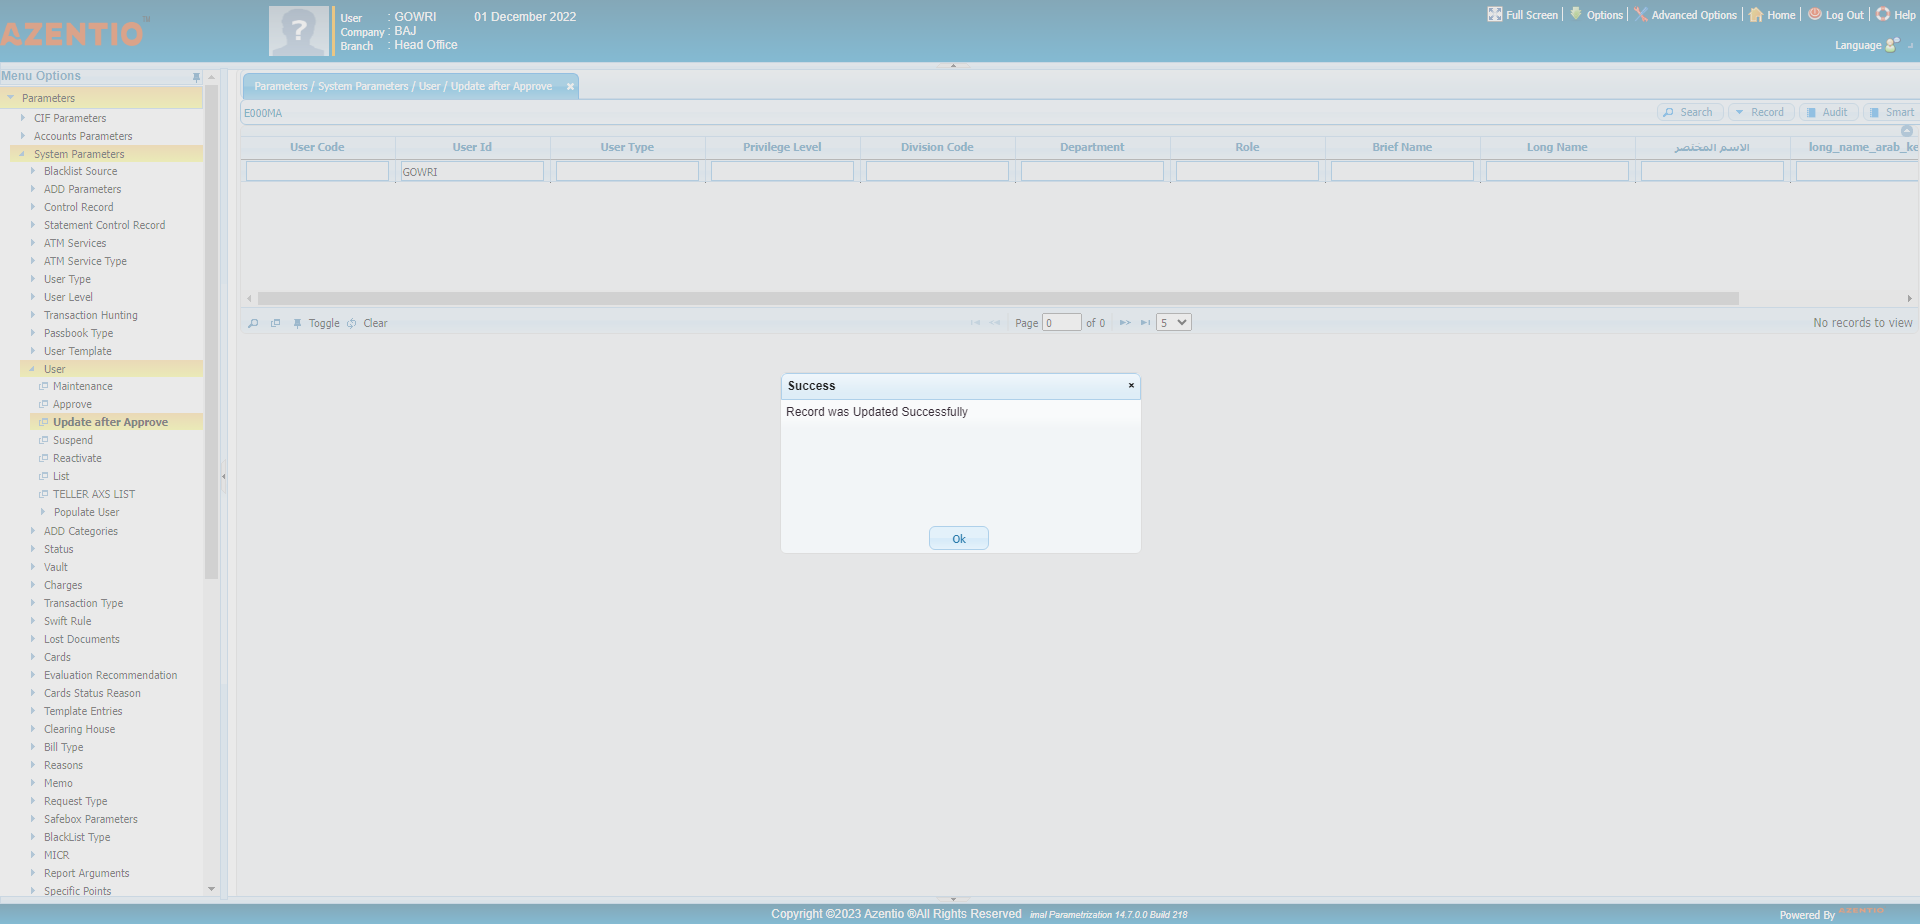 AZENTIO TM
User : GOWRI 01 December 2022
Company : BAJ
Branch : Head Office
Full Screen Options Advanced Options Home Log Out Help
Language
Menu Options
Parameters
CIF Parameters
Accounts Parameters
System Parameters
Blacklist Source
ADD Parameters
Control Record
Statement Control Record
ATM Services
ATM Service Type
User Type
User Level
Transaction Hunting
Passbook Type
User Template
User
Maintenance
Approve
Update after Approve
Suspend
Reactivate
List
TELLER AXS LIST
Populate User
ADD Categories
Status
Vault
Charges
Transaction Type
Swift Rule
Lost Documents
Cards
Evaluation Recommendation
Cards Status Reason
Template Entries
Clearing House
Bill Type
Reasons
Memo
Request Type
Safebox Parameters
BlackList Type
MICR
Report Arguments
Specific Points
Parameters / System Parameters / User / Update after Approve
E000MA
Search Record Audit Smart
User Code User Id User Type Privilege Level Division Code Department Role Brief Name Long Name الاسم المختصر long_name_arab_ke
GOWRI
Toggle Clear Page 0 of 0 5 No records to view
Success
Record was Updated Successfully
Ok
Copyright ©2023 Azentio ®All Rights Reserved imal Parametrization 14.7.0.0 Build 218
Powered By AZENTIO